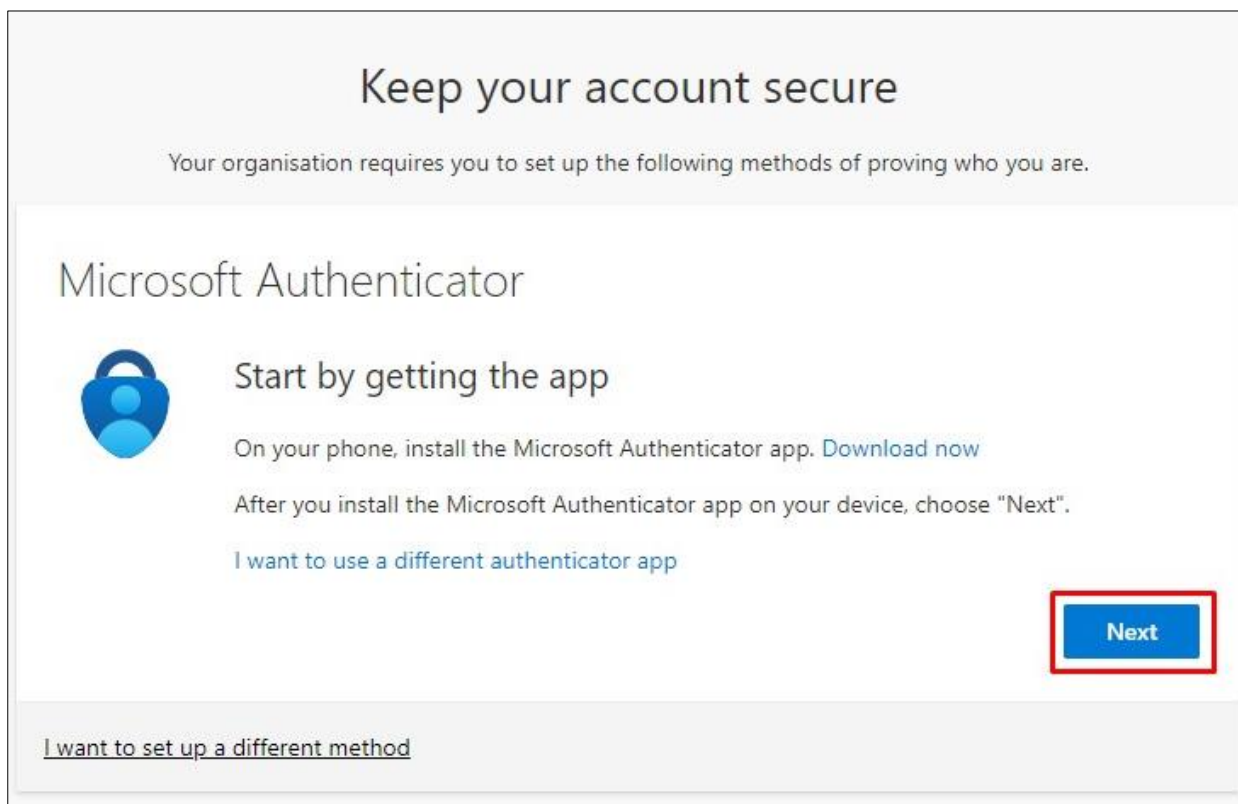 Keep your account secure
Your organisation requires you to set up the following methods of proving who you are.
Microsoft Authenticator
Start by getting the app
On your phone, install the Microsoft Authenticator app. Download now
After you install the Microsoft Authenticator app on your device, choose "Next".
I want to use a different authenticator app
Next
I want to set up a different method